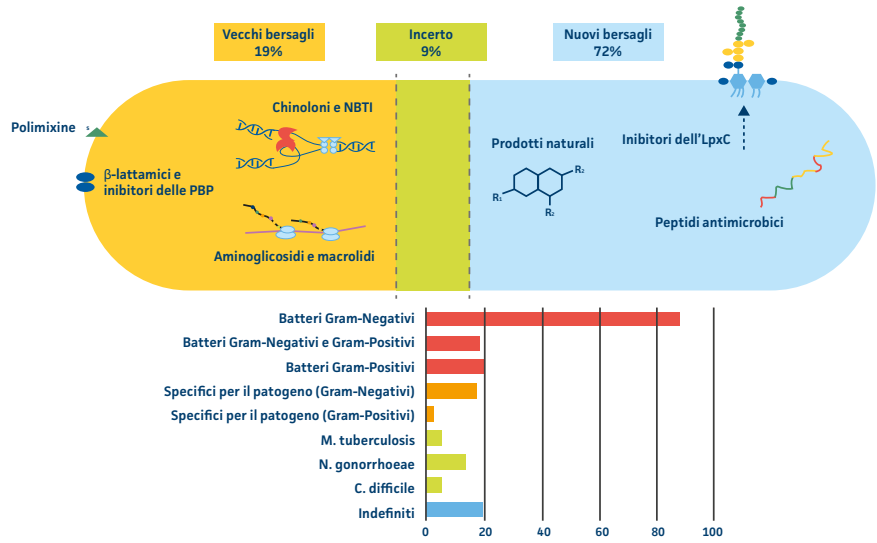 Vecchi bersagli
19%
Incerto
9%
Nuovi bersagli
72%
Chinoloni e NBTI
Polimixine
s
β-lattamici e
inibitori delle PBP
Aminoglicosidi e macrolidi
Prodotti naturali
R₂
R₁
R₂
Inibitori dell'LpxC
Peptidi antimicrobici
Batteri Gram-Negativi
Batteri Gram-Negativi e Gram-Positivi
Batteri Gram-Positivi
Specifici per il patogeno (Gram-Negativi)
Specifici per il patogeno (Gram-Positivi)
M. tuberculosis
N. gonorrhoeae
C. difficile
Indefiniti
0 20 40 60 80 100